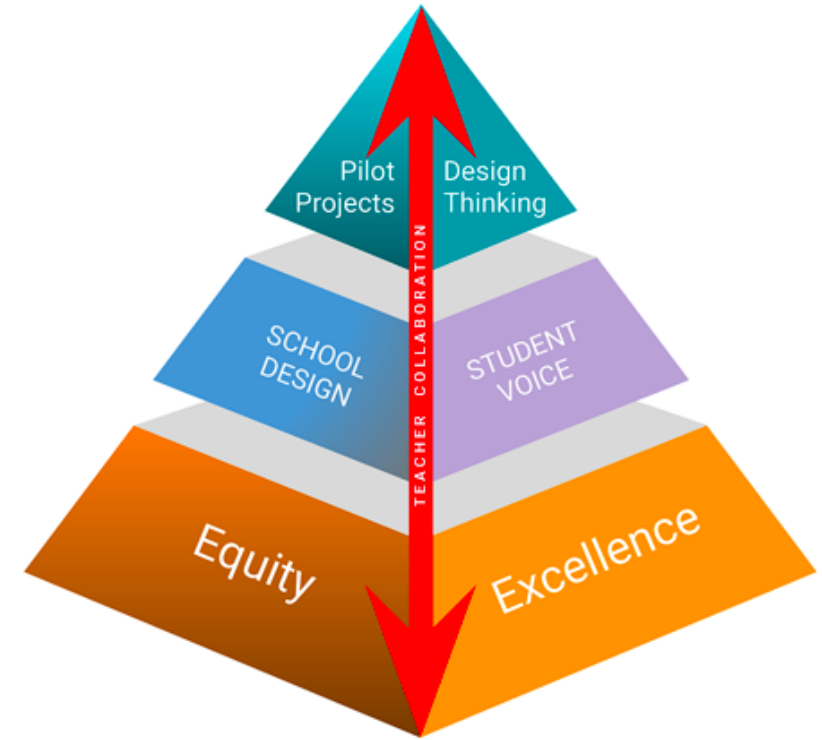 Pilot
Projects
Design
Thinking
TEACHER COLLABORATION
SCHOOL
DESIGN
STUDENT
VOICE
Equity
Excellence